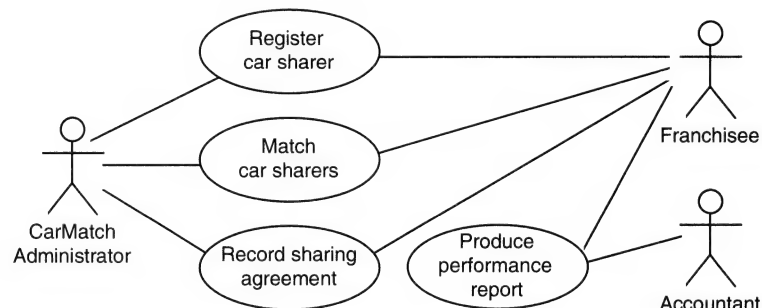 Register
car sharer
Franchisee
Match
car sharers
CarMatch
Administrator
Record sharing
agreement
Produce
performance
report
Accountant